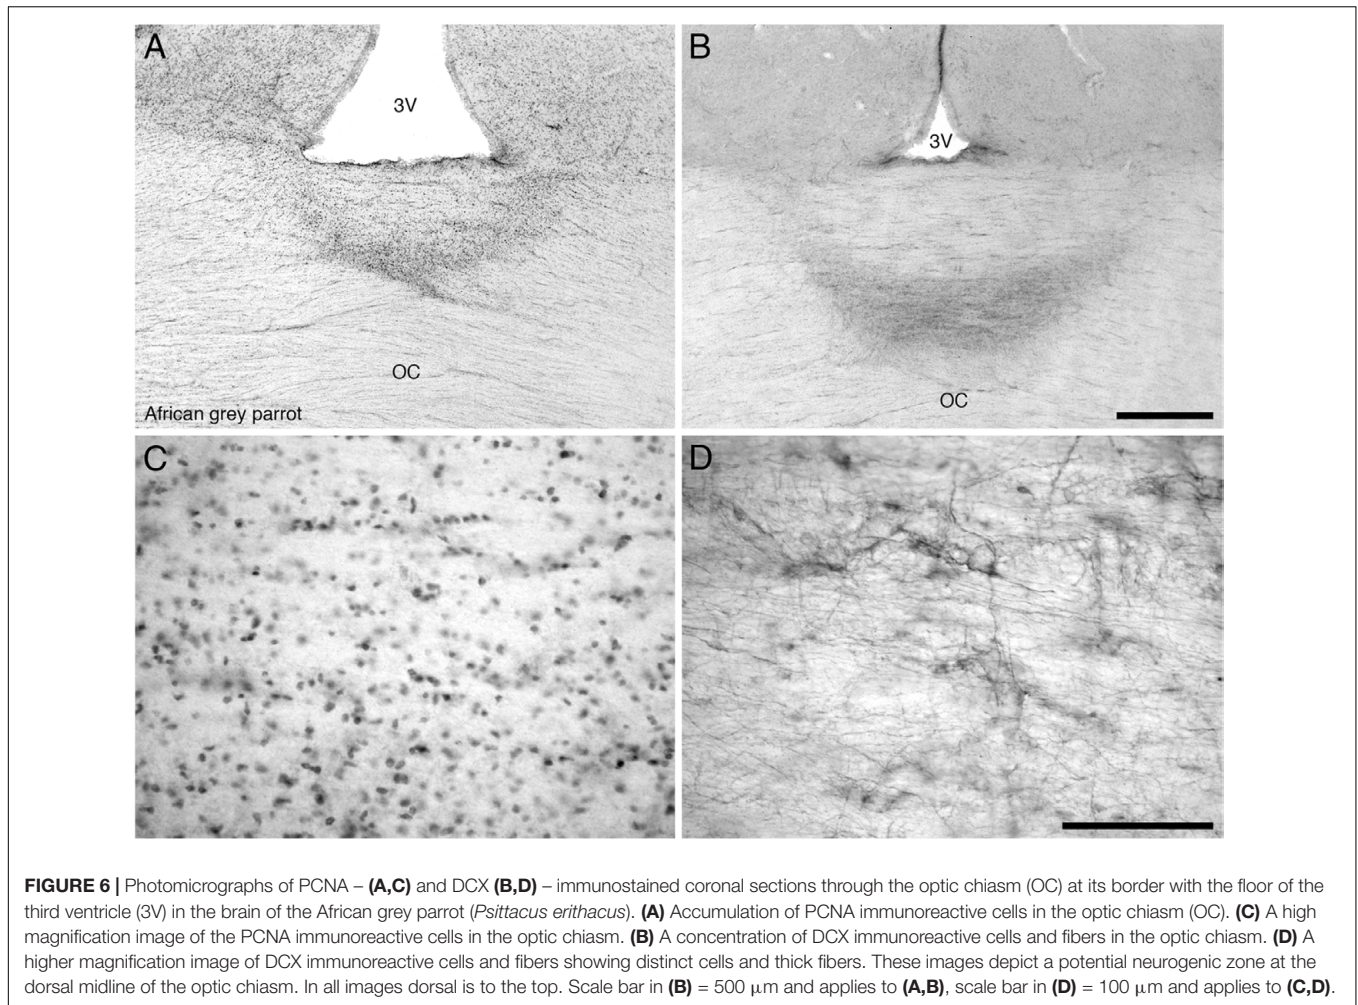 A
3V
OC
African grey parrot
B
3V
OC
C
D
FIGURE 6 | Photomicrographs of PCNA – (A,C) and DCX (B,D) – immunostained coronal sections through the optic chiasm (OC) at its border with the floor of the
third ventricle (3V) in the brain of the African grey parrot (Psittacus erithacus). (A) Accumulation of PCNA immunoreactive cells in the optic chiasm (OC). (C) A high
magnification image of the PCNA immunoreactive cells in the optic chiasm. (B) A concentration of DCX immunoreactive cells and fibers in the optic chiasm. (D) A
higher magnification image of DCX immunoreactive cells and fibers showing distinct cells and thick fibers. These images depict a potential neurogenic zone at the
dorsal midline of the optic chiasm. In all images dorsal is to the top. Scale bar in (B) = 500 μm and applies to (A,B), scale bar in (D) = 100 μm and applies to (C,D).